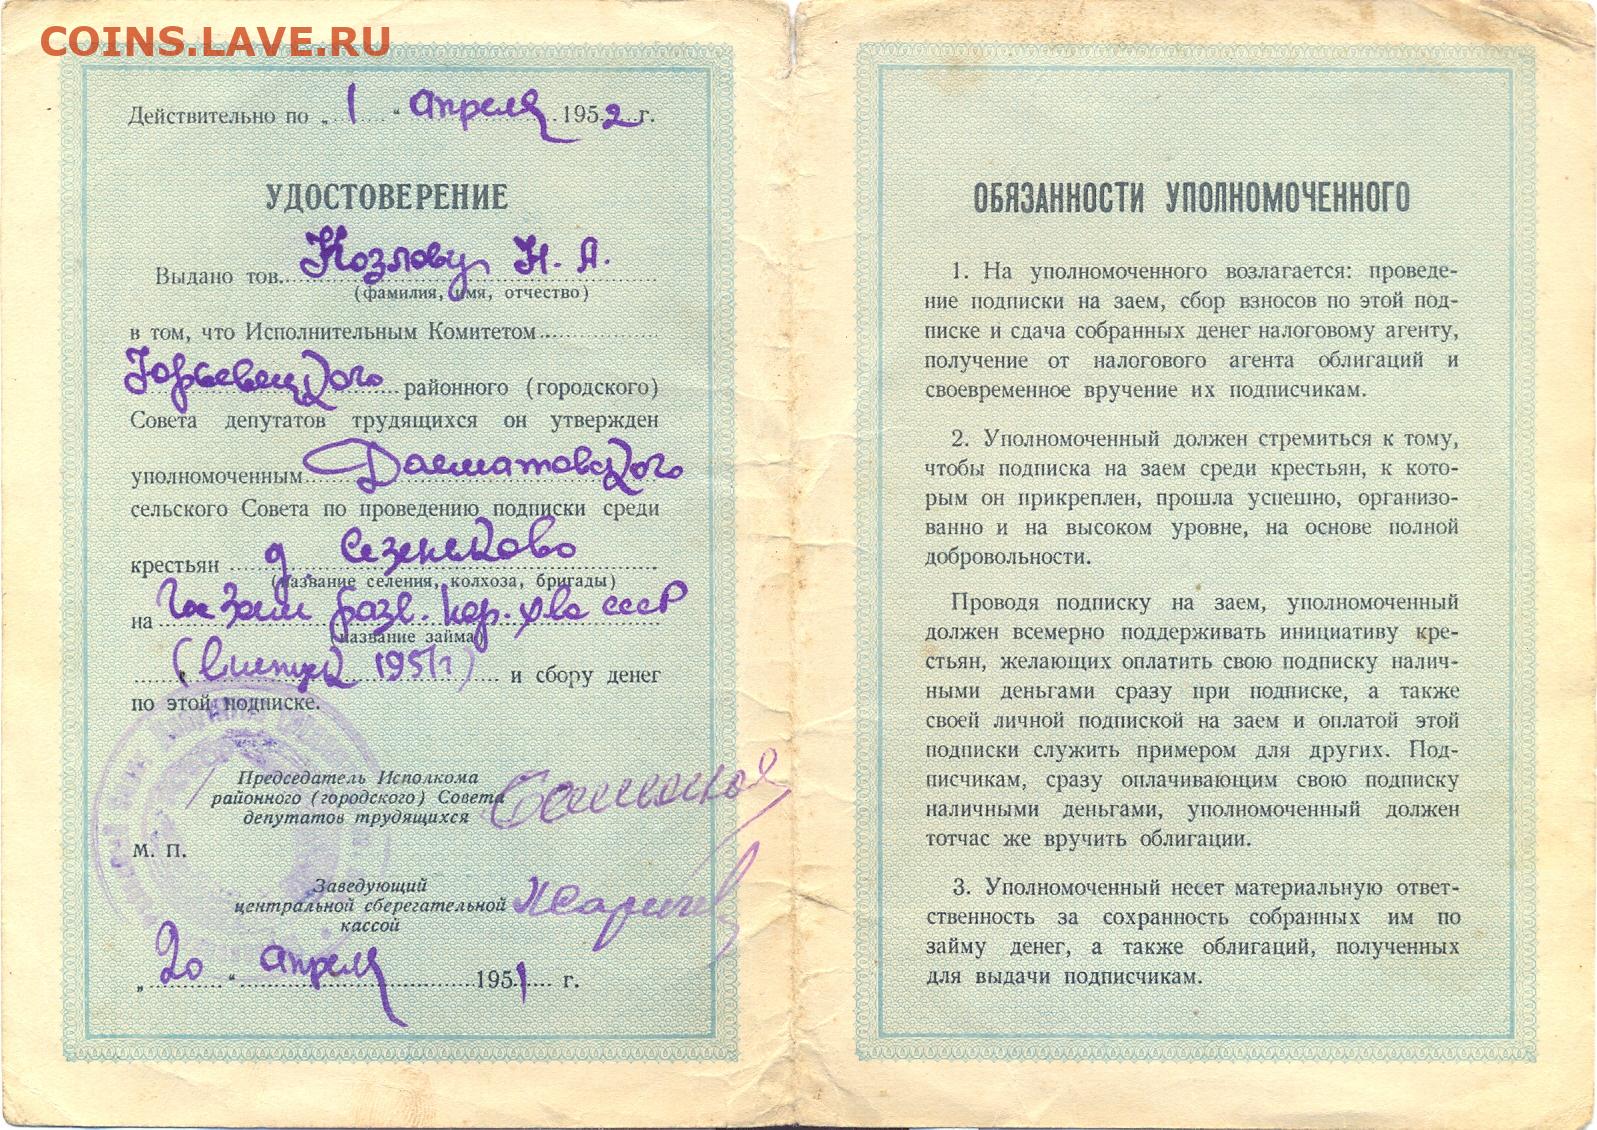 COINS.LAVE.RU
Действительно по „ 1 “ Апреля 1952 г.
УДОСТОВЕРЕНИЕ
Выдано тов. Козлову Н. А.
(фамилия, имя, отчество)
в том, что Исполнительным Комитетом
Юрьевецкого районного (городского)
Совета депутатов трудящихся он утвержден
уполномоченным
сельского Совета по проведению подписки среди
крестьян д.
(название селения, колхоза, бригады)
на Гос Заем разв. нар. х-ва СССР
(название займа)
(выпуск 1951 г) и сбору денег
по этой подписке.
Председатель Исполкома
районного (городского) Совета
депутатов трудящихся
М. П.
Заведующий
центральной сберегательной
кассой
„ 20 “ апреля 1951 г.
ОБЯЗАННОСТИ УПОЛНОМОЧЕННОГО
1. На уполномоченного возлагается: проведе-
ние подписки на заем, сбор взносов по этой под-
писке и сдача собранных денег налоговому агенту,
получение от налогового агента облигаций и
своевременное вручение их подписчикам.
2. Уполномоченный должен стремиться к тому,
чтобы подписка на заем среди крестьян, к кото-
рым он прикреплен, прошла успешно, организо-
ванно и на высоком уровне, на основе полной
добровольности.
Проводя подписку на заем, уполномоченный
должен всемерно поддерживать инициативу кре-
стьян, желающих оплатить свою подписку налич-
ными деньгами сразу при подписке, а также
своей личной подпиской на заем и оплатой этой
подписки служить примером для других. Под-
писчикам, сразу оплачивающим свою подписку
наличными деньгами, уполномоченный должен
тотчас же вручить облигации.
3. Уполномоченный несет материальную ответ-
ственность за сохранность собранных им по
займу денег, а также облигаций, полученных
для выдачи подписчикам.